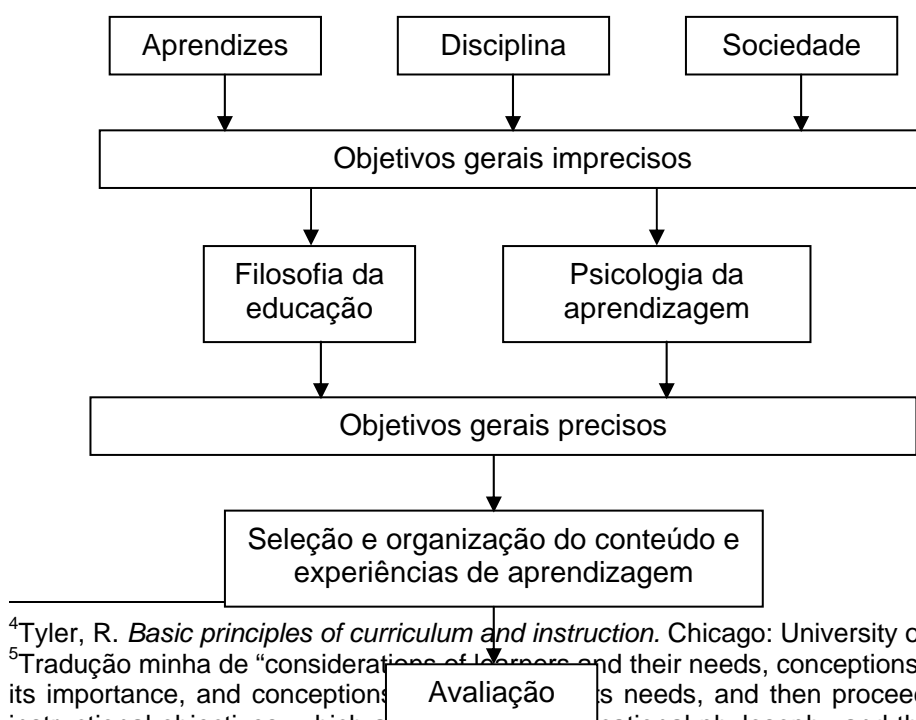 Aprendizes Disciplina Sociedade
Objetivos gerais imprecisos
Filosofia da
educação
Psicologia da
aprendizagem
Objetivos gerais precisos
Seleção e organização do conteúdo e
experiências de aprendizagem
4Tyler, R. Basic principles of curriculum and instruction. Chicago: University o
5Tradução minha de “considerations of learners and their needs, conceptions
its importance, and conceptions s needs, and then proceed
Avaliação